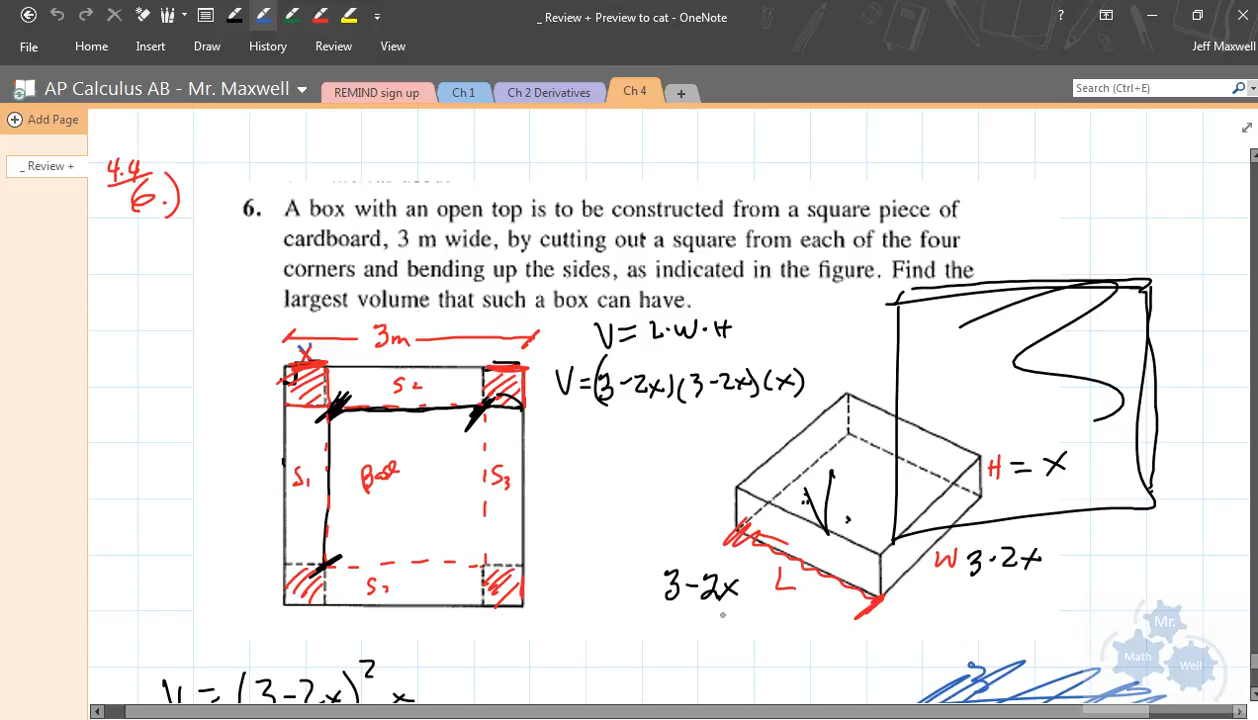 _ Review + Preview to cat - OneNote
?
File
Home
Insert
Draw
History
Review
View
Jeff Maxwell
AP Calculus AB - Mr. Maxwell
REMIND sign up
Ch 1
Ch 2 Derivatives
Ch 4
+
Search (Ctrl+E)
Add Page
_ Review +
4.4
6.)
6. A box with an open top is to be constructed from a square piece of
cardboard, 3 m wide, by cutting out a square from each of the four
corners and bending up the sides, as indicated in the figure. Find the
largest volume that such a box can have.
3m
V = L·W·H
X
S2
V = (3-2x)(3-2x)(x)
S1
S3
H = X
W 3-2x
3-2x
L
Mr.
Math
Well
V = (3-2x)² x